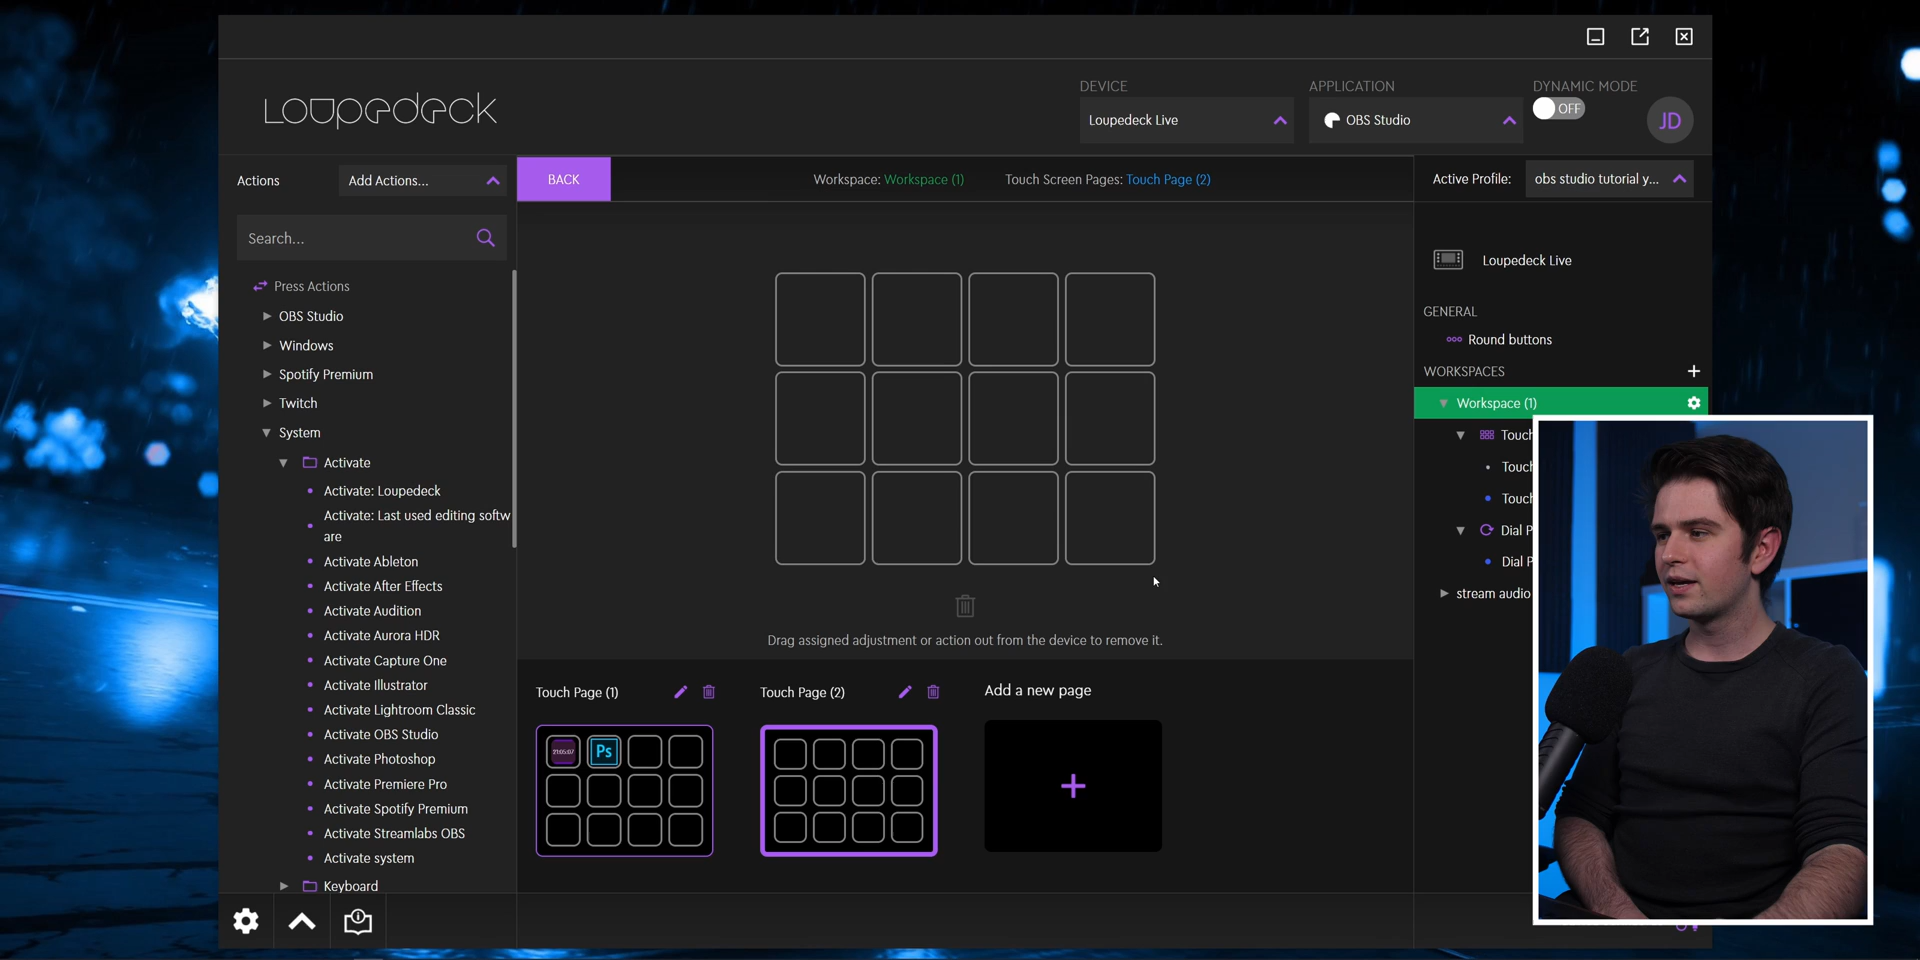 LOUPEDECK
DEVICE
Loupedeck Live
APPLICATION
OBS Studio
DYNAMIC MODE
OFF
JD
Actions
Add Actions...
BACK
Workspace: Workspace (1)
Touch Screen Pages: Touch Page (2)
Active Profile:
obs studio tutorial y...
Search...
Press Actions
OBS Studio
Windows
Spotify Premium
Twitch
System
Activate
Activate: Loupedeck
Activate: Last used editing softw
are
Activate Ableton
Activate After Effects
Activate Audition
Activate Aurora HDR
Activate Capture One
Activate Illustrator
Activate Lightroom Classic
Activate OBS Studio
Activate Photoshop
Activate Premiere Pro
Activate Spotify Premium
Activate Streamlabs OBS
Activate system
Keyboard
Drag assigned adjustment or action out from the device to remove it.
Touch Page (1)
Touch Page (2)
Add a new page
21:05:07
Ps
Loupedeck Live
GENERAL
Round buttons
WORKSPACES
Workspace (1)
Touch
Touch
Touch
Dial P
Dial P
stream audio